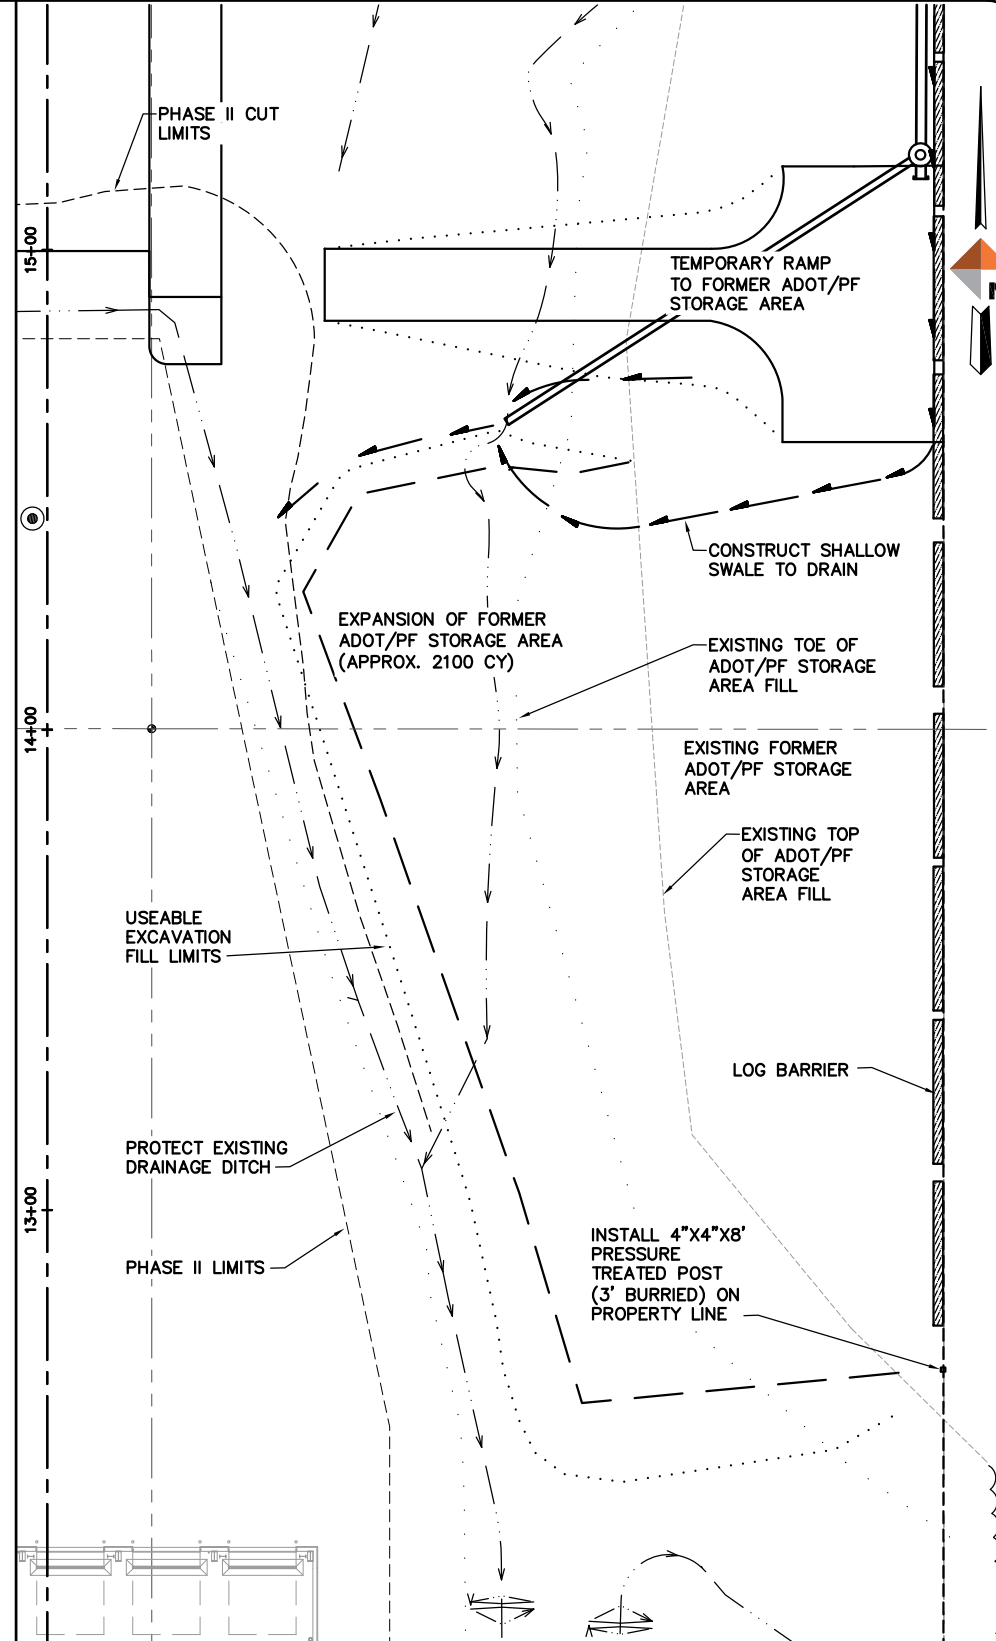 PHASE II CUT
LIMITS
15+00
TEMPORARY RAMP
TO FORMER ADOT/PF
STORAGE AREA
CONSTRUCT SHALLOW
SWALE TO DRAIN
EXPANSION OF FORMER
ADOT/PF STORAGE AREA
(APPROX. 2100 CY)
EXISTING TOE OF
ADOT/PF STORAGE
AREA FILL
14+00
EXISTING FORMER
ADOT/PF STORAGE
AREA
EXISTING TOP
OF ADOT/PF
STORAGE
AREA FILL
USEABLE
EXCAVATION
FILL LIMITS
LOG BARRIER
PROTECT EXISTING
DRAINAGE DITCH
13+00
PHASE II LIMITS
INSTALL 4"X4"X8'
PRESSURE
TREATED POST
(3' BURRIED) ON
PROPERTY LINE